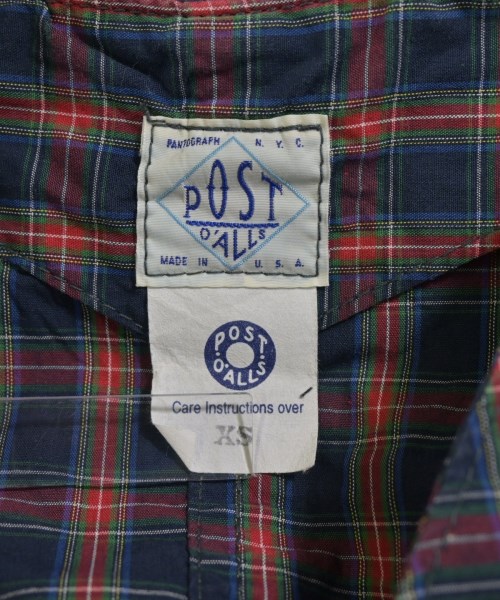 PANTOGRAPH N. Y. C.
POST
O'ALLS
MADE IN U. S. A.
POST
O'ALLS
Care Instructions over
XS